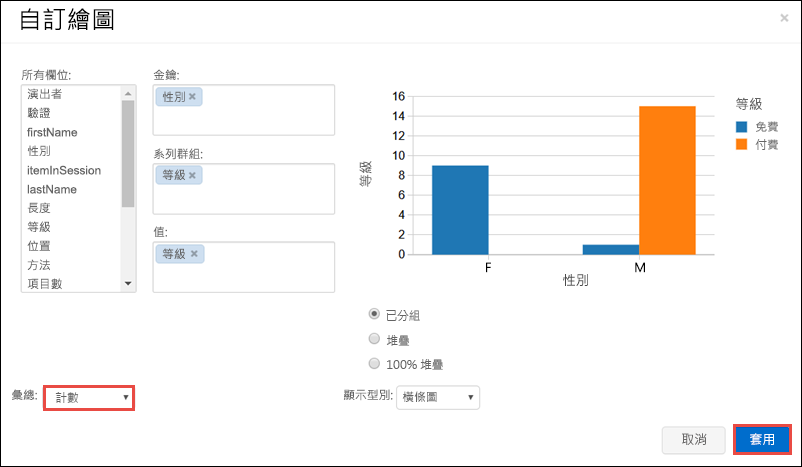 自訂繪圖
×
所有欄位:
演出者
驗證
firstName
性別
itemInSession
lastName
長度
等級
位置
方法
項目數
金鑰:
性別 ×
系列群組:
等級 ×
值:
等級 ×
等級
16
14
12
10
8
6
4
2
0
F M
性別
等級
免費
付費
已分組
堆疊
100% 堆疊
彙總: 計數
顯示型別: 橫條圖
取消 套用